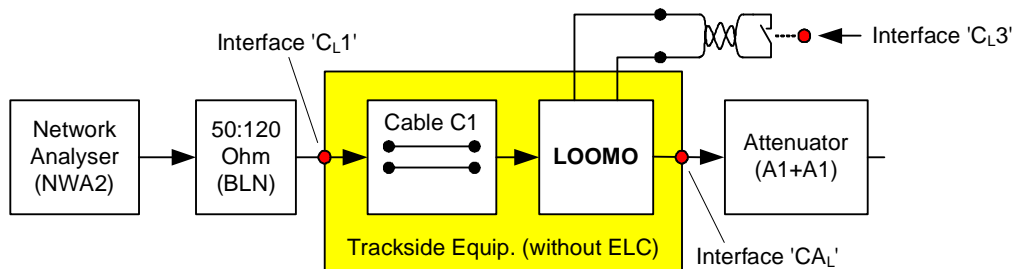 Interface 'CL1'
Interface 'CL3'
Network
Analyser
(NWA2)
50:120
Ohm
(BLN)
Cable C1
LOOMO
Attenuator
(A1+A1)
Trackside Equip. (without ELC)
Interface 'CAL'